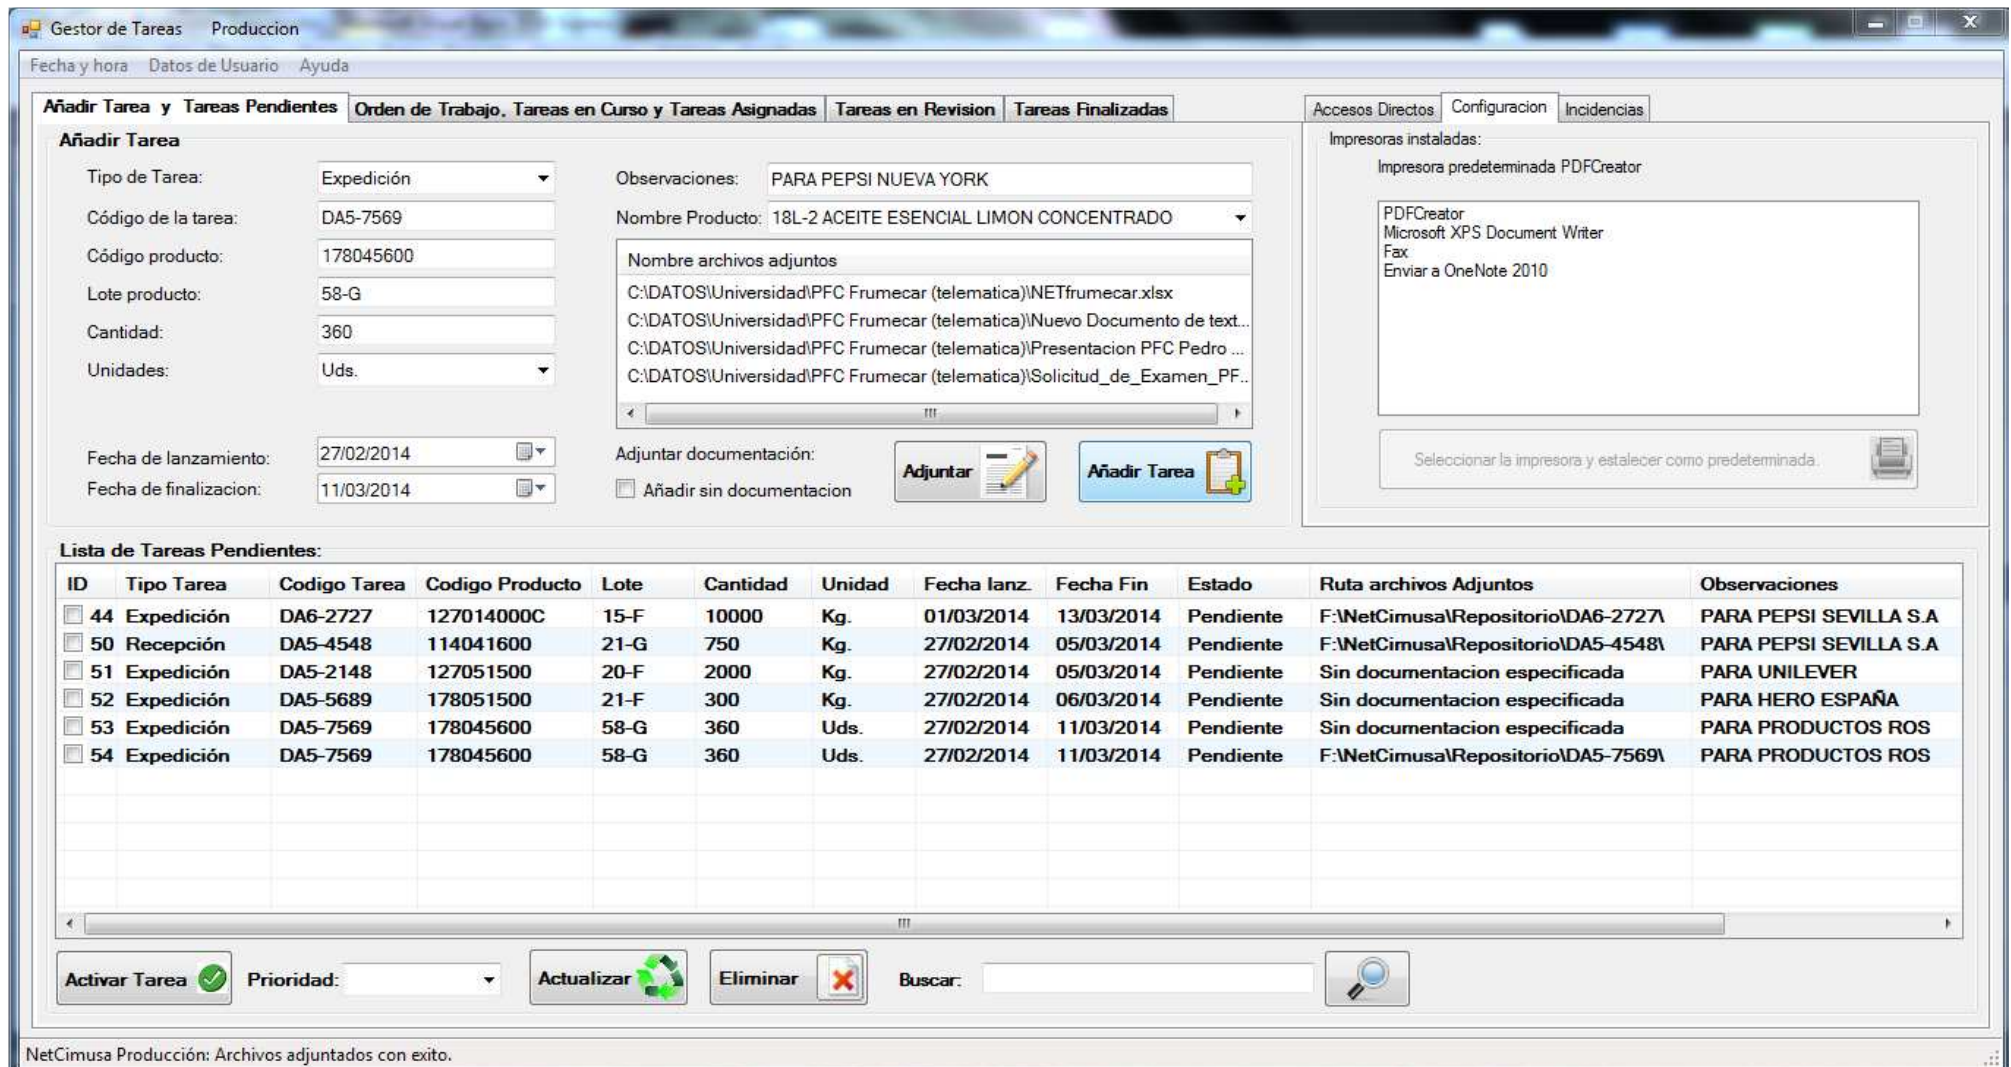 Gestor de Tareas Produccion
Fecha y hora Datos de Usuario Ayuda
Añadir Tarea y Tareas Pendientes Orden de Trabajo, Tareas en Curso y Tareas Asignadas Tareas en Revision Tareas Finalizadas
Añadir Tarea
Tipo de Tarea: Expedición
Código de la tarea: DA5-7569
Código producto: 178045600
Lote producto: 58-G
Cantidad: 360
Unidades: Uds.
Fecha de lanzamiento: 27/02/2014
Fecha de finalizacion: 11/03/2014
Observaciones: PARA PEPSI NUEVA YORK
Nombre Producto: 18L-2 ACEITE ESENCIAL LIMON CONCENTRADO
Nombre archivos adjuntos
C:\DATOS\Universidad\PFC Frumecar (telematica)\NETfrumecar.xlsx
C:\DATOS\Universidad\PFC Frumecar (telematica)\Nuevo Documento de text...
C:\DATOS\Universidad\PFC Frumecar (telematica)\Presentacion PFC Pedro ...
C:\DATOS\Universidad\PFC Frumecar (telematica)\Solicitud_de_Examen_PF...
Adjuntar documentación:
Añadir sin documentacion
Adjuntar
Añadir Tarea
Accesos Directos Configuracion Incidencias
Impresoras instaladas:
Impresora predeterminada PDFCreator
PDFCreator
Microsoft XPS Document Writer
Fax
Enviar a OneNote 2010
Seleccionar la impresora y estalecer como predeterminada.
Lista de Tareas Pendientes:
ID Tipo Tarea Codigo Tarea Codigo Producto Lote Cantidad Unidad Fecha lanz. Fecha Fin Estado Ruta archivos Adjuntos Observaciones
44 Expedición DA6-2727 127014000C 15-F 10000 Kg. 01/03/2014 13/03/2014 Pendiente F:\NetCimusa\Repositorio\DA6-2727\ PARA PEPSI SEVILLA S.A
50 Recepción DA5-4548 114041600 21-G 750 Kg. 27/02/2014 05/03/2014 Pendiente F:\NetCimusa\Repositorio\DA5-4548\ PARA PEPSI SEVILLA S.A
51 Expedición DA5-2148 127051500 20-F 2000 Kg. 27/02/2014 05/03/2014 Pendiente Sin documentacion especificada PARA UNILEVER
52 Expedición DA5-5689 178051500 21-F 300 Kg. 27/02/2014 06/03/2014 Pendiente Sin documentacion especificada PARA HERO ESPAÑA
53 Expedición DA5-7569 178045600 58-G 360 Uds. 27/02/2014 11/03/2014 Pendiente Sin documentacion especificada PARA PRODUCTOS ROS
54 Expedición DA5-7569 178045600 58-G 360 Uds. 27/02/2014 11/03/2014 Pendiente F:\NetCimusa\Repositorio\DA5-7569\ PARA PRODUCTOS ROS
Activar Tarea Prioridad: Actualizar Eliminar Buscar:
NetCimusa Producción: Archivos adjuntados con exito.